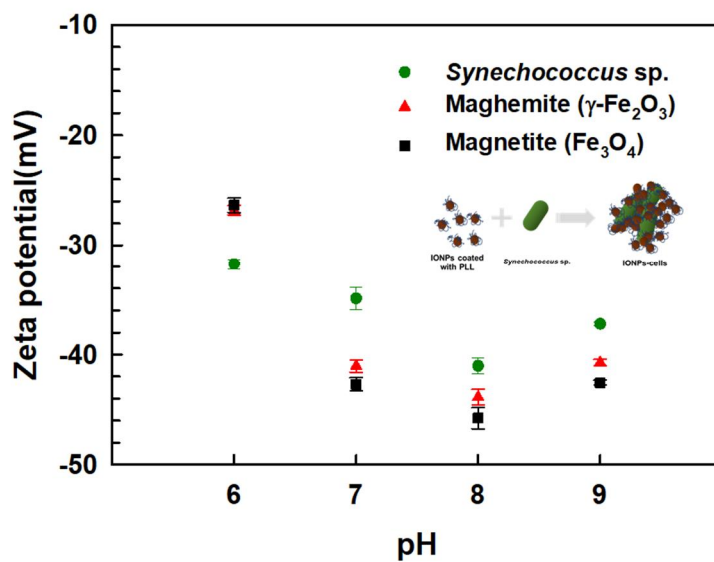 -10
-20
-30
-40
-50
Zeta potential(mV)
Synechococcus sp.
Maghemite (γ-Fe₂O₃)
Magnetite (Fe₃O₄)
IONPs coated
with PLL
Synechococcus sp.
IONPs-cells
6 7 8 9
pH